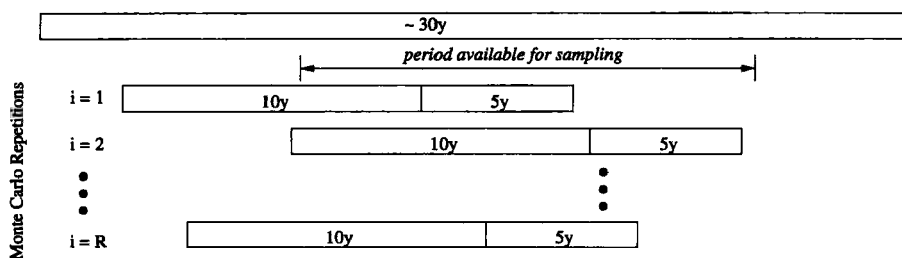 ~ 30y
period available for sampling
Monte Carlo Repetitions
i = 1
10y
5y
i = 2
10y
5y
i = R
10y
5y